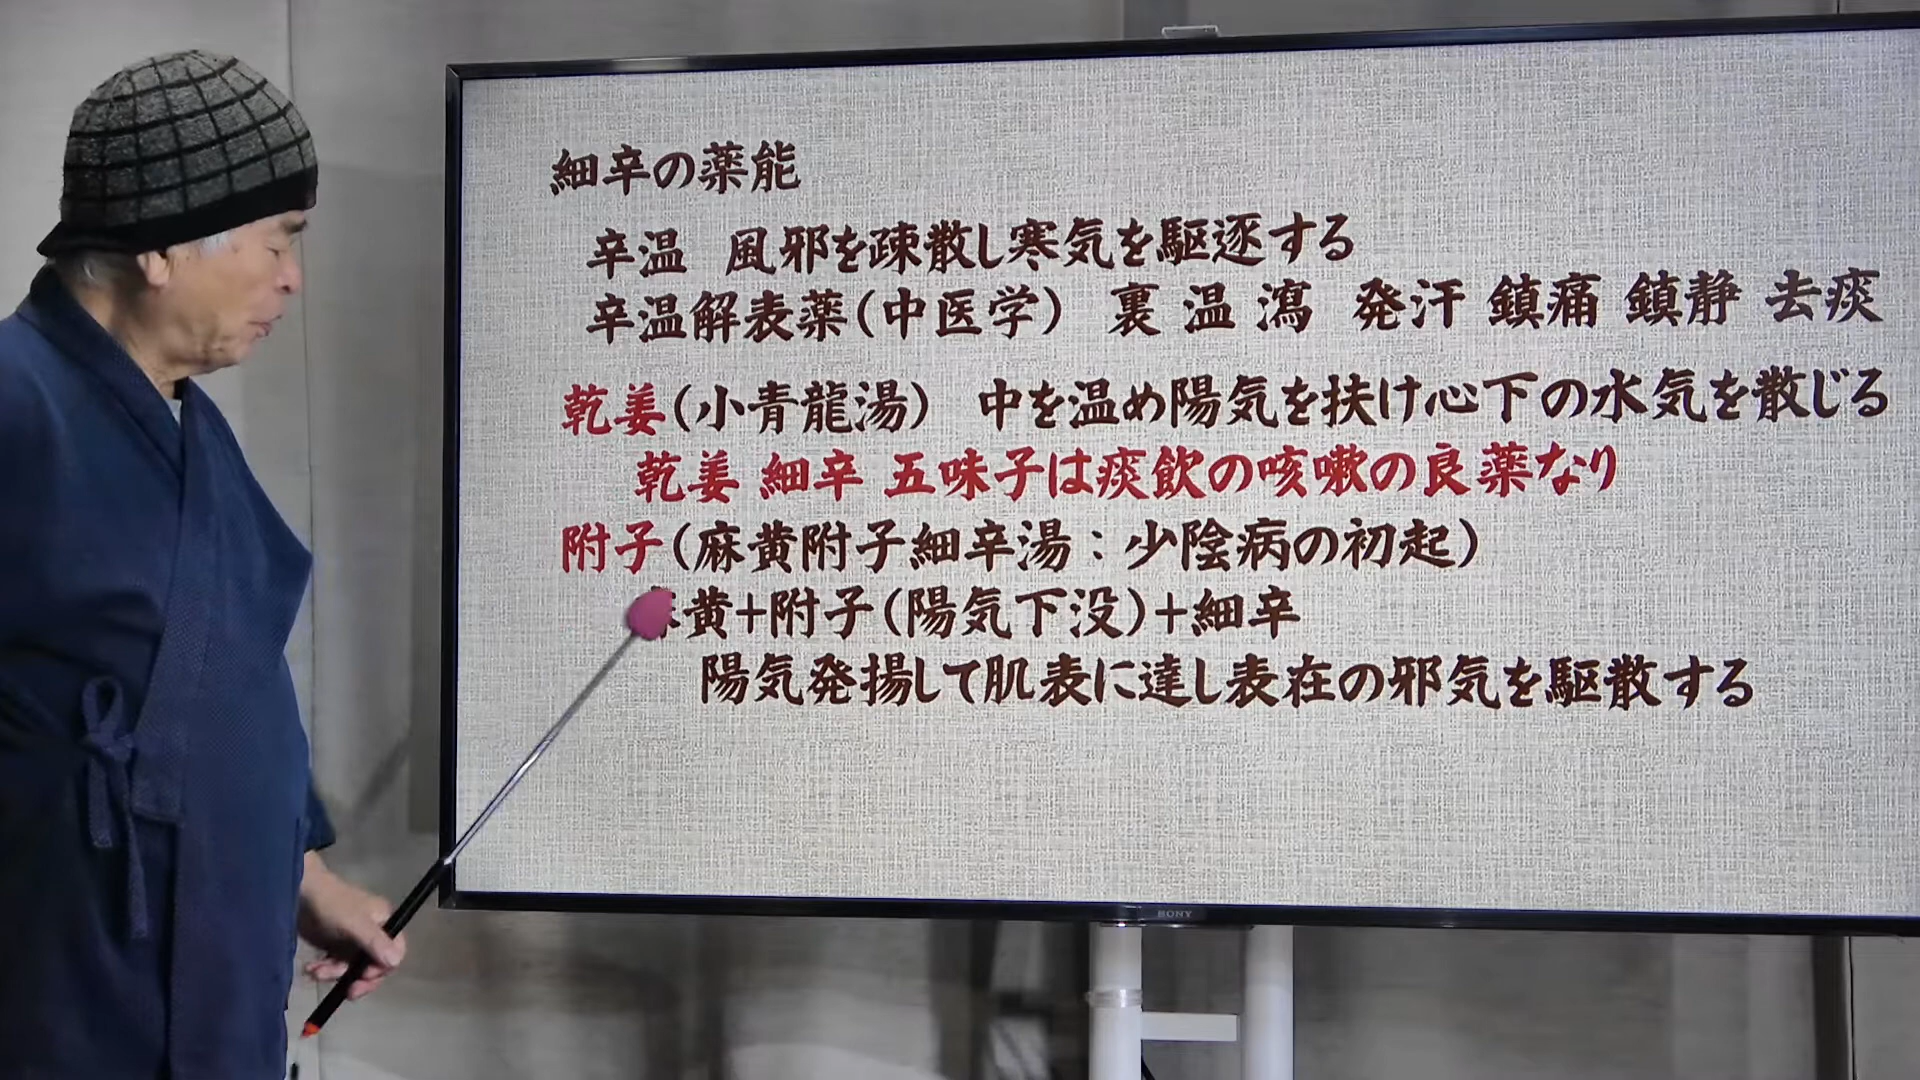 細辛の薬能
辛温 風邪を疎散し寒気を駆逐する
辛温解表薬(中医学) 裏 温 瀉 発汗 鎮痛 鎮静 去痰
乾姜(小青龍湯) 中を温め陽気を扶け心下の水気を散じる
乾姜 細辛 五味子は痰飲の咳嗽の良薬なり
附子(麻黄附子細辛湯:少陰病の初起)
麻黄+附子(陽気下没)+細辛
陽気発揚して肌表に達し表在の邪気を駆散する
SONY